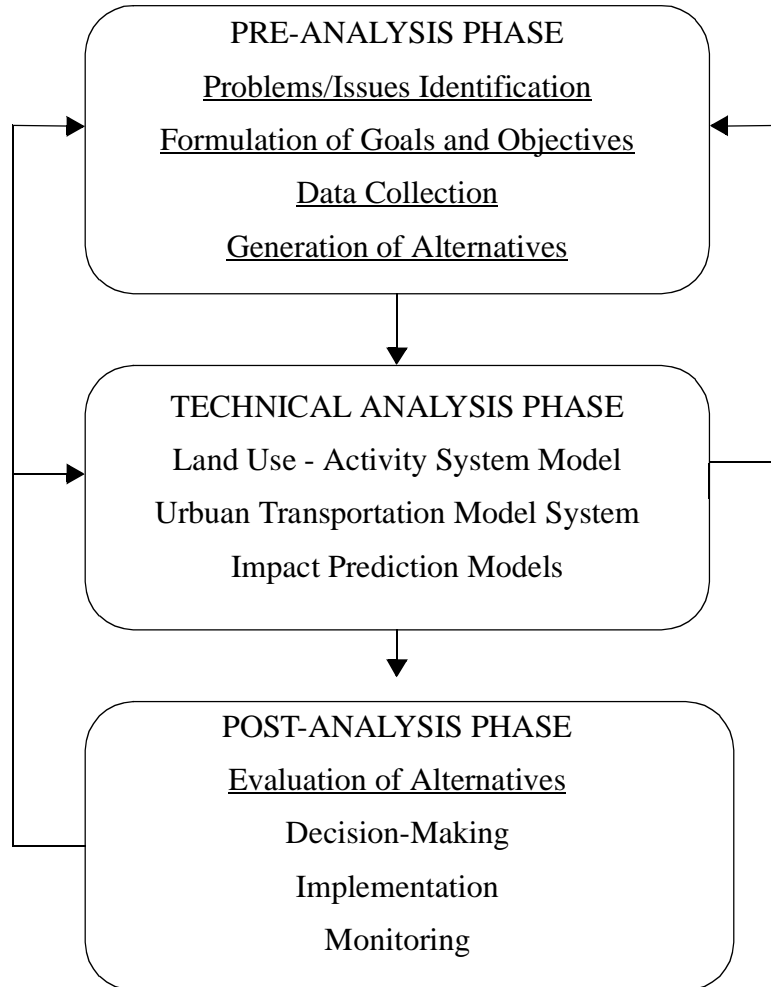 PRE-ANALYSIS PHASE
Problems/Issues Identification
Formulation of Goals and Objectives
Data Collection
Generation of Alternatives
TECHNICAL ANALYSIS PHASE
Land Use - Activity System Model
Urbuan Transportation Model System
Impact Prediction Models
POST-ANALYSIS PHASE
Evaluation of Alternatives
Decision-Making
Implementation
Monitoring